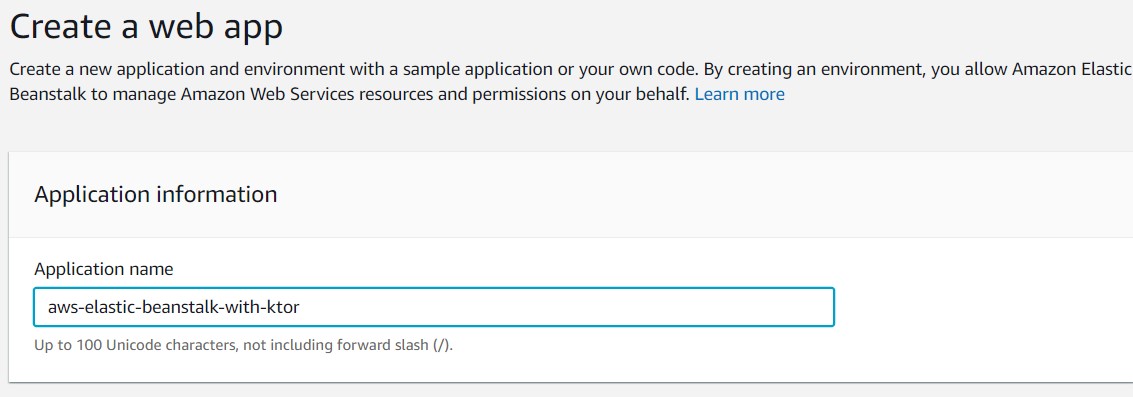 Create a web app
Create a new application and environment with a sample application or your own code. By creating an environment, you allow Amazon Elastic
Beanstalk to manage Amazon Web Services resources and permissions on your behalf. Learn more
Application information
Application name
aws-elastic-beanstalk-with-ktor
Up to 100 Unicode characters, not including forward slash (/).